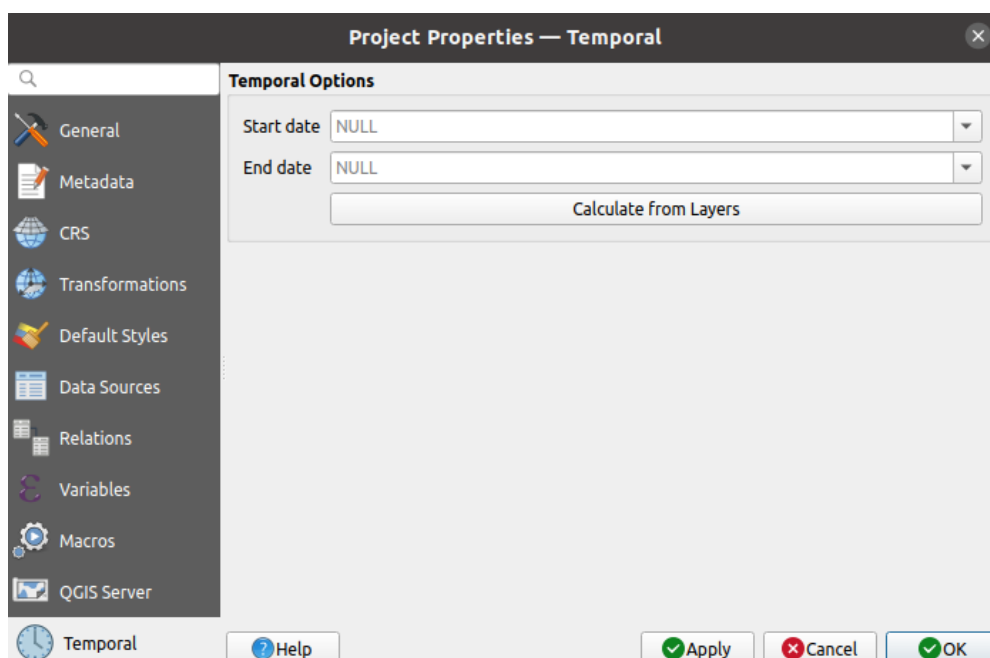 Project Properties — Temporal
Temporal Options
General
Metadata
CRS
Transformations
Default Styles
Data Sources
Relations
Variables
Macros
QGIS Server
Temporal
Start date NULL
End date NULL
Calculate from Layers
Help
Apply
Cancel
OK